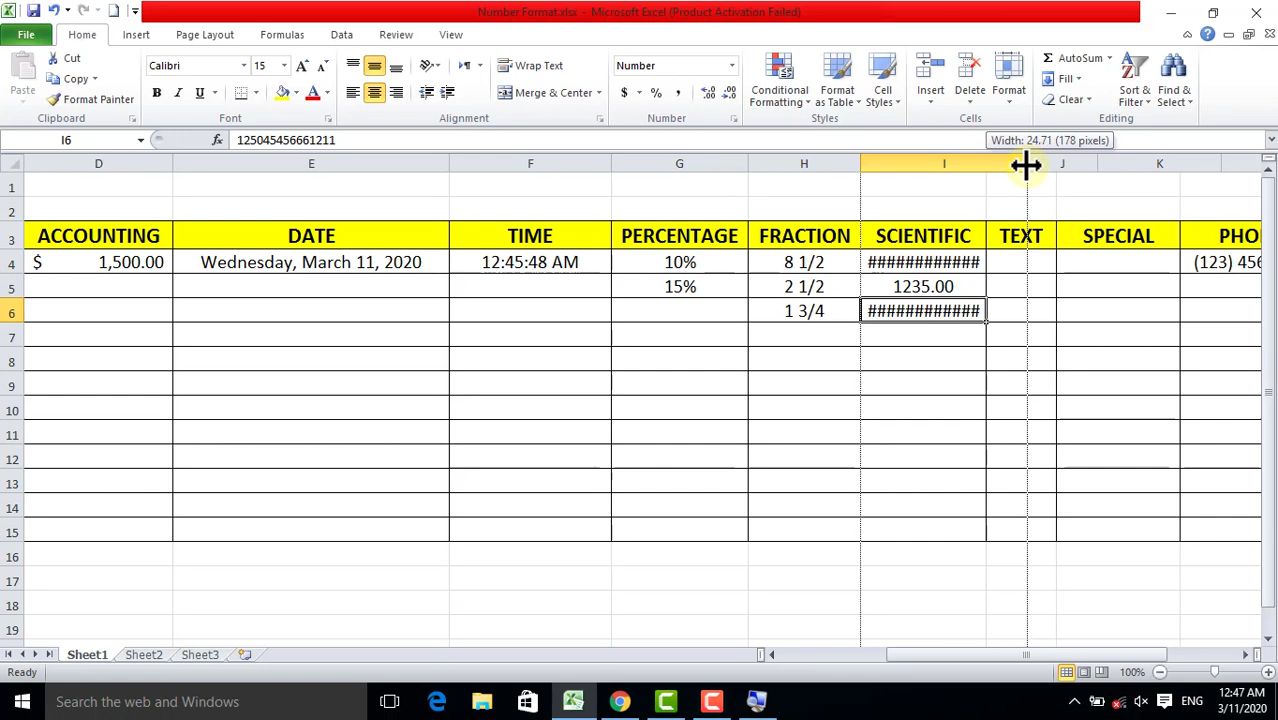 Number Format.xlsx - Microsoft Excel (Product Activation Failed)
File Home Insert Page Layout Formulas Data Review View
Paste
Cut
Copy
Format Painter
Clipboard
Calibri 15
A A
B I U A
Font
Wrap Text
Merge & Center
Alignment
Number
$ % ,
Number
Conditional Formatting
Format as Table
Cell Styles
Styles
Insert
Delete
Format
Cells
Σ AutoSum
Fill
Clear
Sort & Filter
Find & Select
Editing
I6 fx 125045456661211
Width: 24.71 (178 pixels)
D E F G H I J K
1
2
3 ACCOUNTING DATE TIME PERCENTAGE FRACTION SCIENTIFIC TEXT SPECIAL PHO
4 $ 1,500.00 Wednesday, March 11, 2020 12:45:48 AM 10% 8 1/2 ############ (123) 456
5 15% 2 1/2 1235.00
6 1 3/4 ############
7
8
9
10
11
12
13
14
15
16
17
18
19
Sheet1 Sheet2 Sheet3
Ready 100%
Search the web and Windows
ENG
12:47 AM
3/11/2020